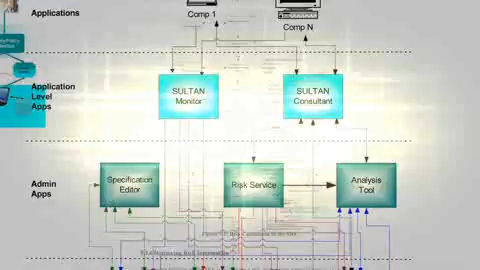 Applications
Comp 1
Comp N
Application
Level
Apps
SULTAN
Monitor
SULTAN
Consultant
Admin
Apps
Specification
Editor
Risk Service
Analysis
Tool